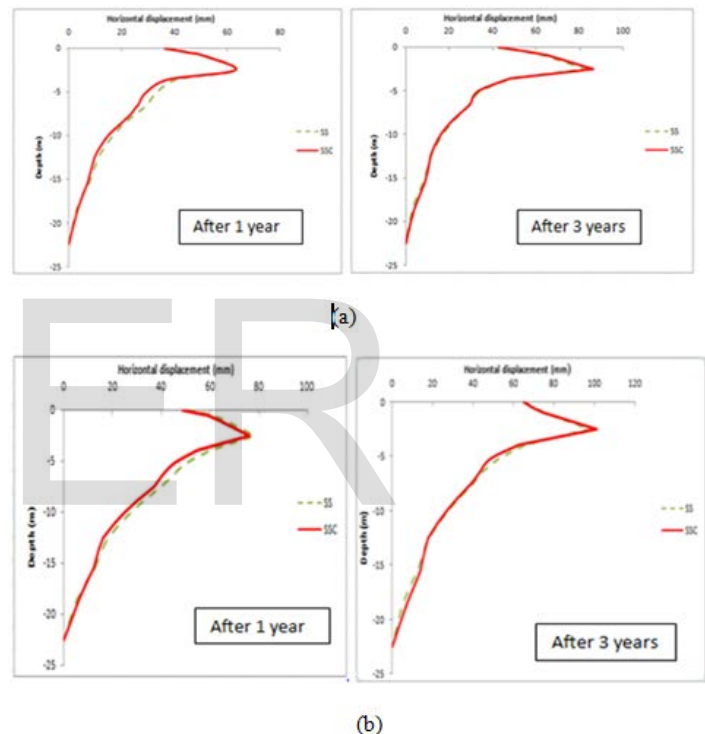 Horizontal displacement (mm)
0 20 40 60 80
0
-5
-10
-15
-20
-25
Depth (m)
SS
SSC
After 1 year
Horizontal displacement (mm)
0 20 40 60 80 100
0
-5
-10
-15
-20
-25
Depth (m)
SS
SSC
After 3 years
(a)
ER
Horizontal displacement (mm)
0 20 40 60 80 100
0
-5
-10
-15
-20
-25
Depth (m)
SS
SSC
After 1 year
Horizontal displacement (mm)
0 20 40 60 80 100 120
0
-5
-10
-15
-20
-25
Depth (m)
SS
SSC
After 3 years
(b)